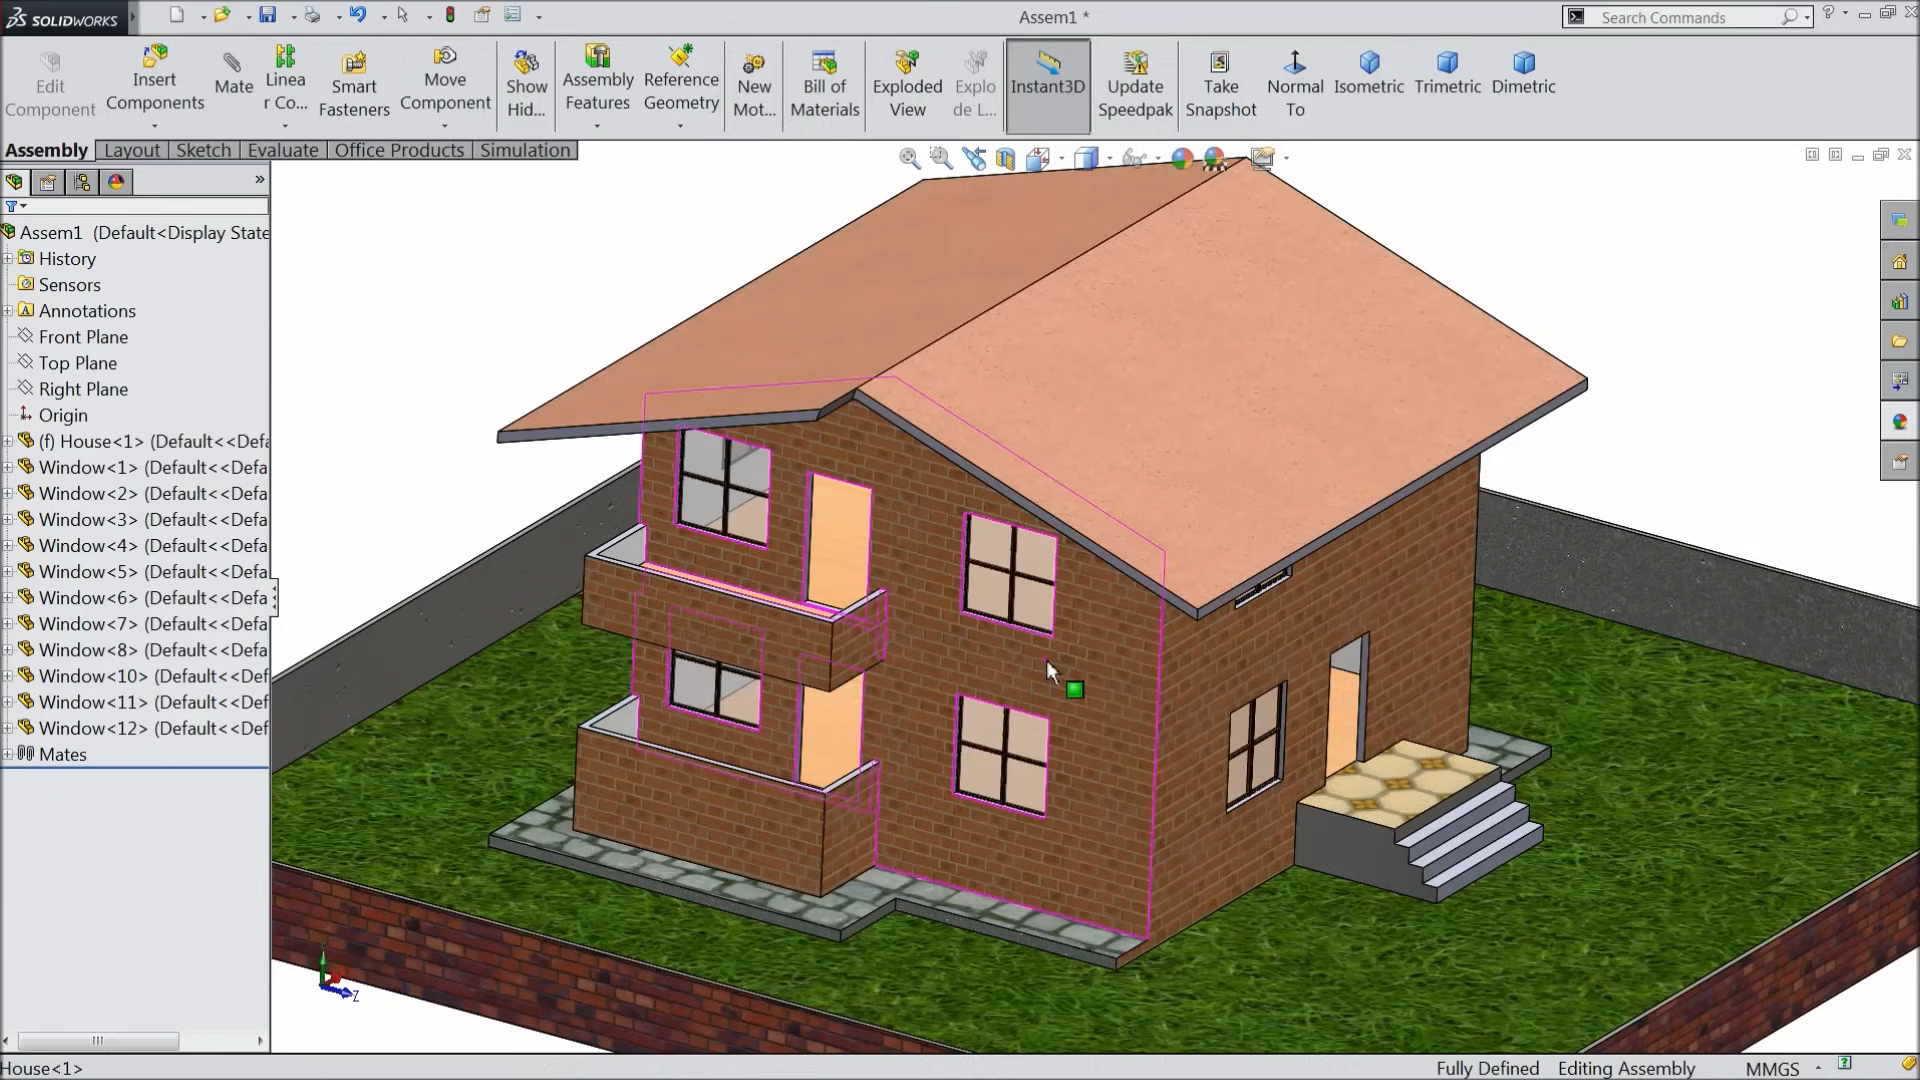 SOLIDWORKS
Assem1 *
Search Commands
?
Edit
Component
Insert
Components
Mate
Linea
r Co...
Smart
Fasteners
Move
Component
Show
Hid...
Assembly
Features
Reference
Geometry
New
Mot...
Bill of
Materials
Exploded
View
Explo
de L...
Instant3D
Update
Speedpak
Take
Snapshot
Normal
To
Isometric
Trimetric
Dimetric
Assembly
Layout
Sketch
Evaluate
Office Products
Simulation
»
Assem1 (Default<Display State
History
Sensors
A Annotations
Front Plane
Top Plane
Right Plane
Origin
(f) House<1> (Default<<Defa
Window<1> (Default<<Defa
Window<2> (Default<<Defa
Window<3> (Default<<Defa
Window<4> (Default<<Defa
Window<5> (Default<<Defa
Window<6> (Default<<Defa
Window<7> (Default<<Defa
Window<8> (Default<<Defa
Window<10> (Default<<Def
Window<11> (Default<<Def
Window<12> (Default<<Def
Mates
Z
House<1>
Fully Defined
Editing Assembly
MMGS
?